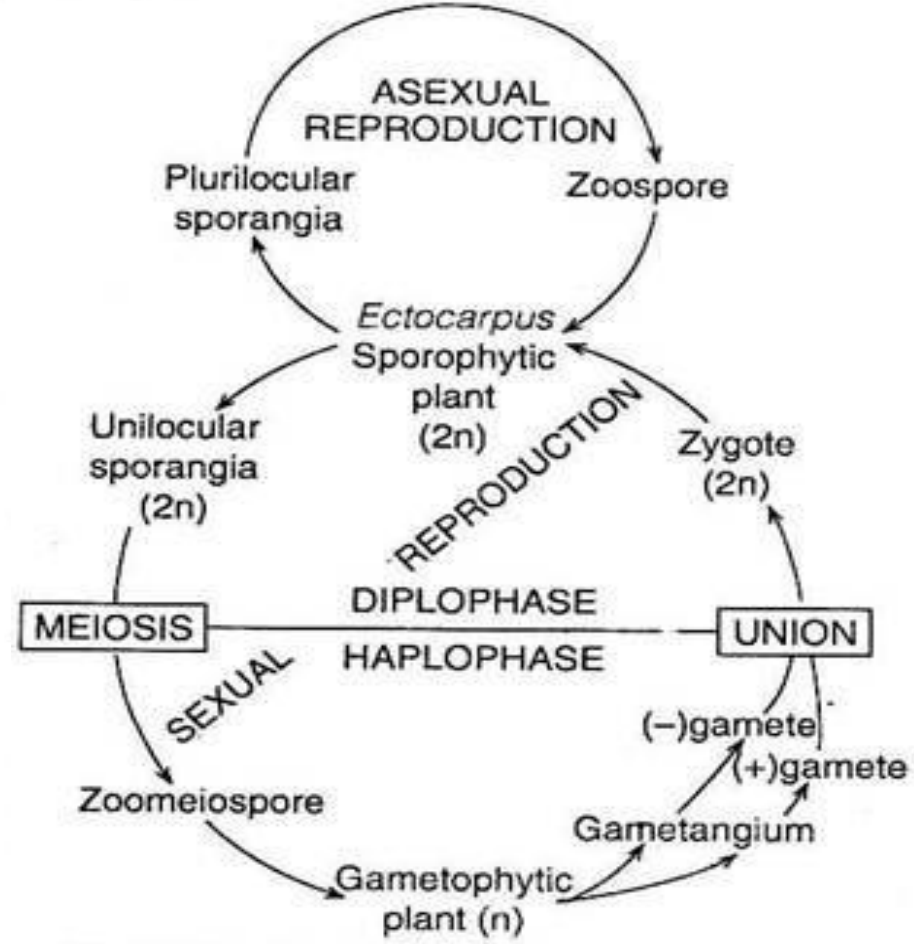 ASEXUAL
REPRODUCTION
Plurilocular
sporangia
Zoospore
Ectocarpus
Sporophytic
plant
(2n)
Unilocular
sporangia
(2n)
REPRODUCTION
Zygote
(2n)
MEIOSIS
DIPLOPHASE
HAPLOPHASE
UNION
SEXUAL
(–)gamete
(+)gamete
Zoomeiospore
Gametangium
Gametophytic
plant (n)